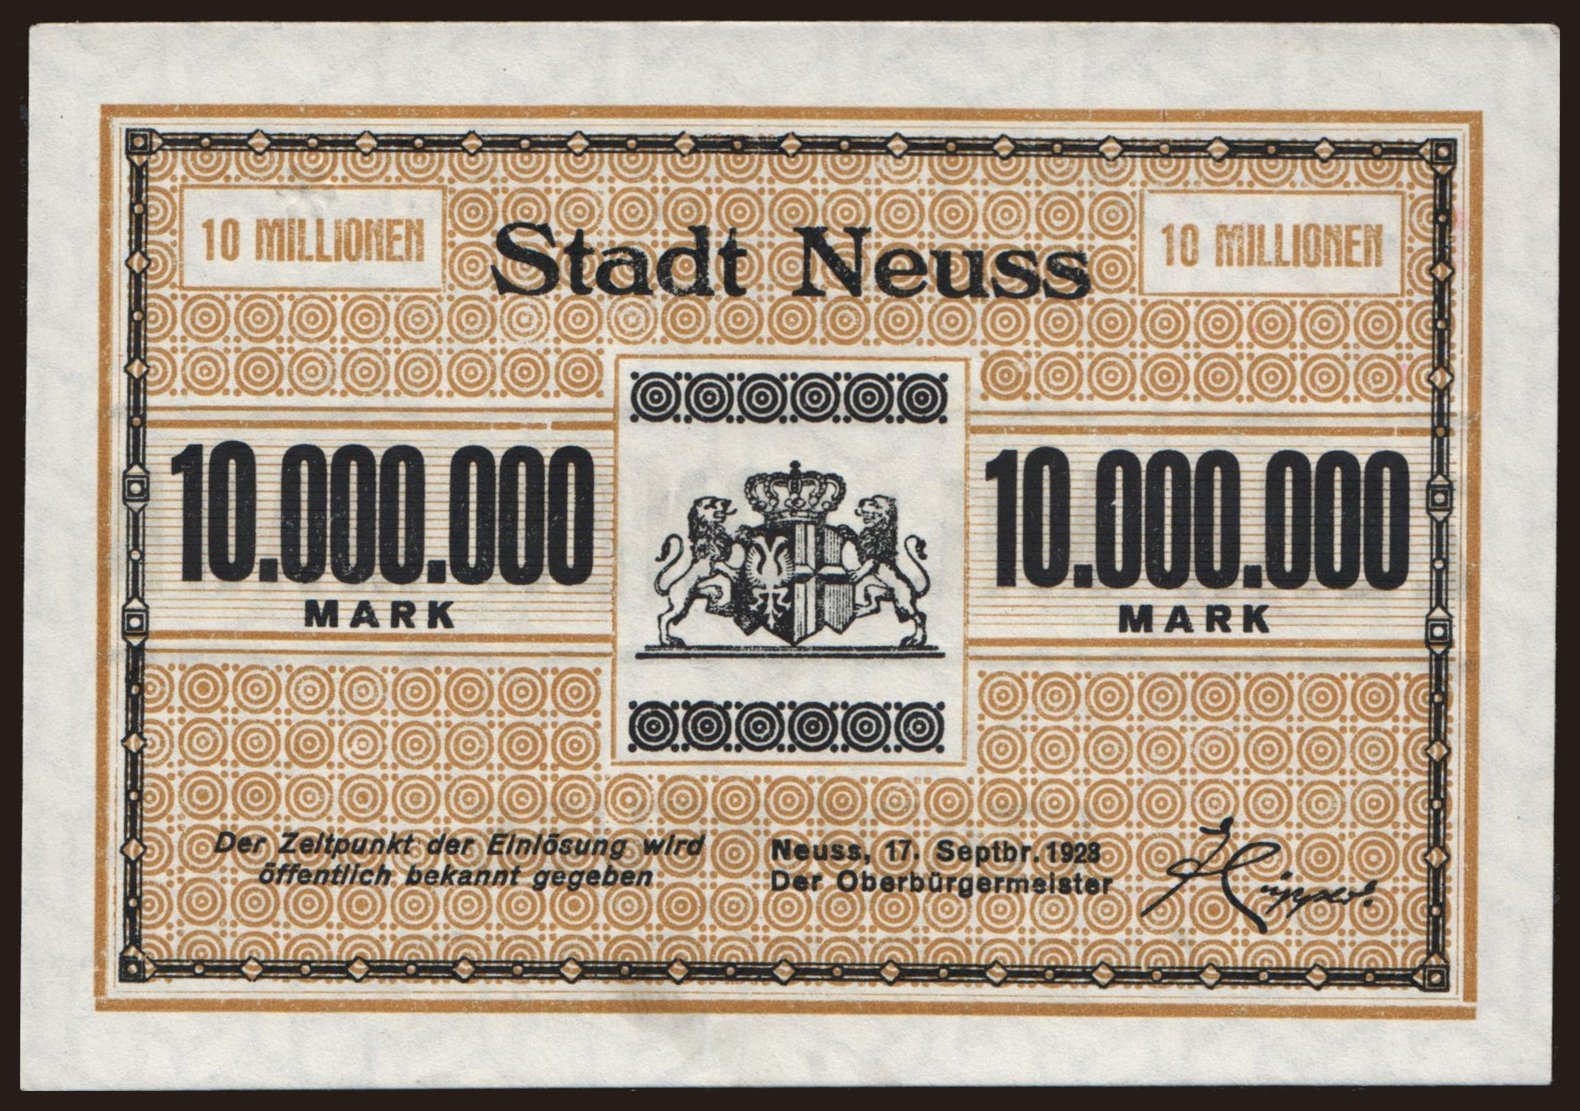 10 MILLIONEN
Stadt Neuss
10 MILLIONEN
10.000.000
MARK
10.000.000
MARK
Der Zeitpunkt der Einlösung wird
öffentlich bekannt gegeben
Neuss, 17. Septbr. 1923
Der Oberbürgermeister